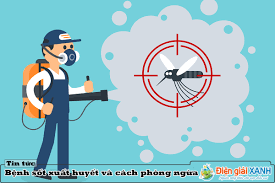 Tin tức
Bệnh sốt xuất huyết và cách phòng ngừa
Điện giải XANH